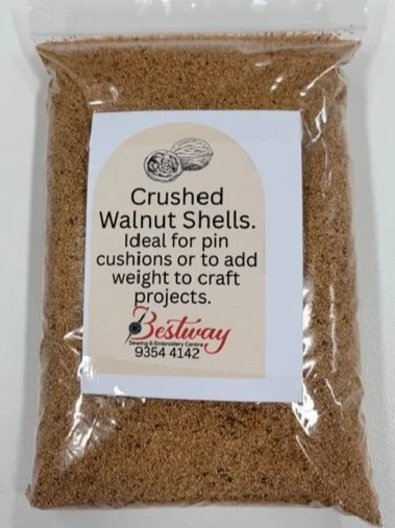 Crushed
Walnut Shells.
Ideal for pin
cushions or to add
weight to craft
projects.
Bestway
Sewing & Embroidery Centre
9354 4142